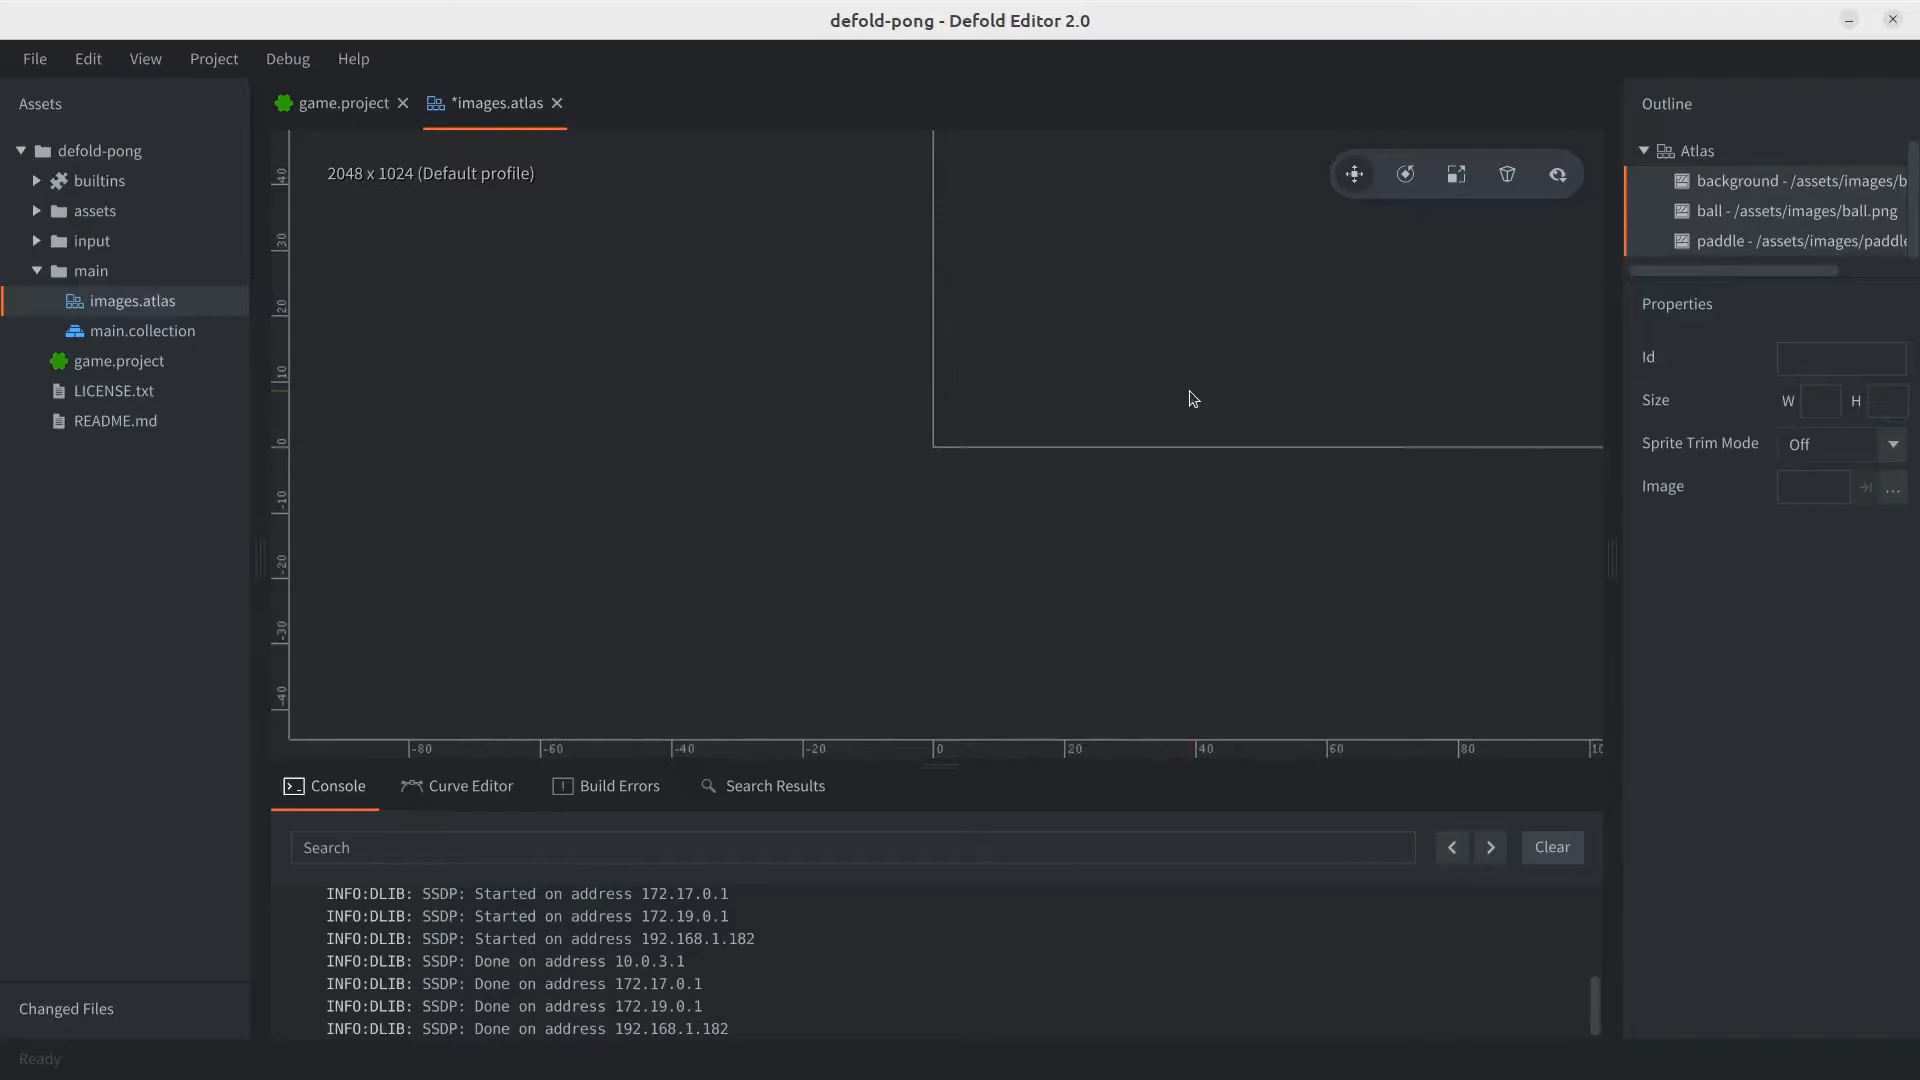 defold-pong - Defold Editor 2.0
File Edit View Project Debug Help
Assets
defold-pong
builtins
assets
input
main
images.atlas
main.collection
game.project
LICENSE.txt
README.md
Changed Files
Ready
game.project
*images.atlas
2048 x 1024 (Default profile)
40
30
20
10
0
-10
-20
-30
-40
-80 -60 -40 -20 0 20 40 60 80 10
Console Curve Editor Build Errors Search Results
Search
Clear
INFO:DLIB: SSDP: Started on address 172.17.0.1
INFO:DLIB: SSDP: Started on address 172.19.0.1
INFO:DLIB: SSDP: Started on address 192.168.1.182
INFO:DLIB: SSDP: Done on address 10.0.3.1
INFO:DLIB: SSDP: Done on address 172.17.0.1
INFO:DLIB: SSDP: Done on address 172.19.0.1
INFO:DLIB: SSDP: Done on address 192.168.1.182
Outline
Atlas
background - /assets/images/b
ball - /assets/images/ball.png
paddle - /assets/images/paddle
Properties
Id
Size W H
Sprite Trim Mode Off
Image ...